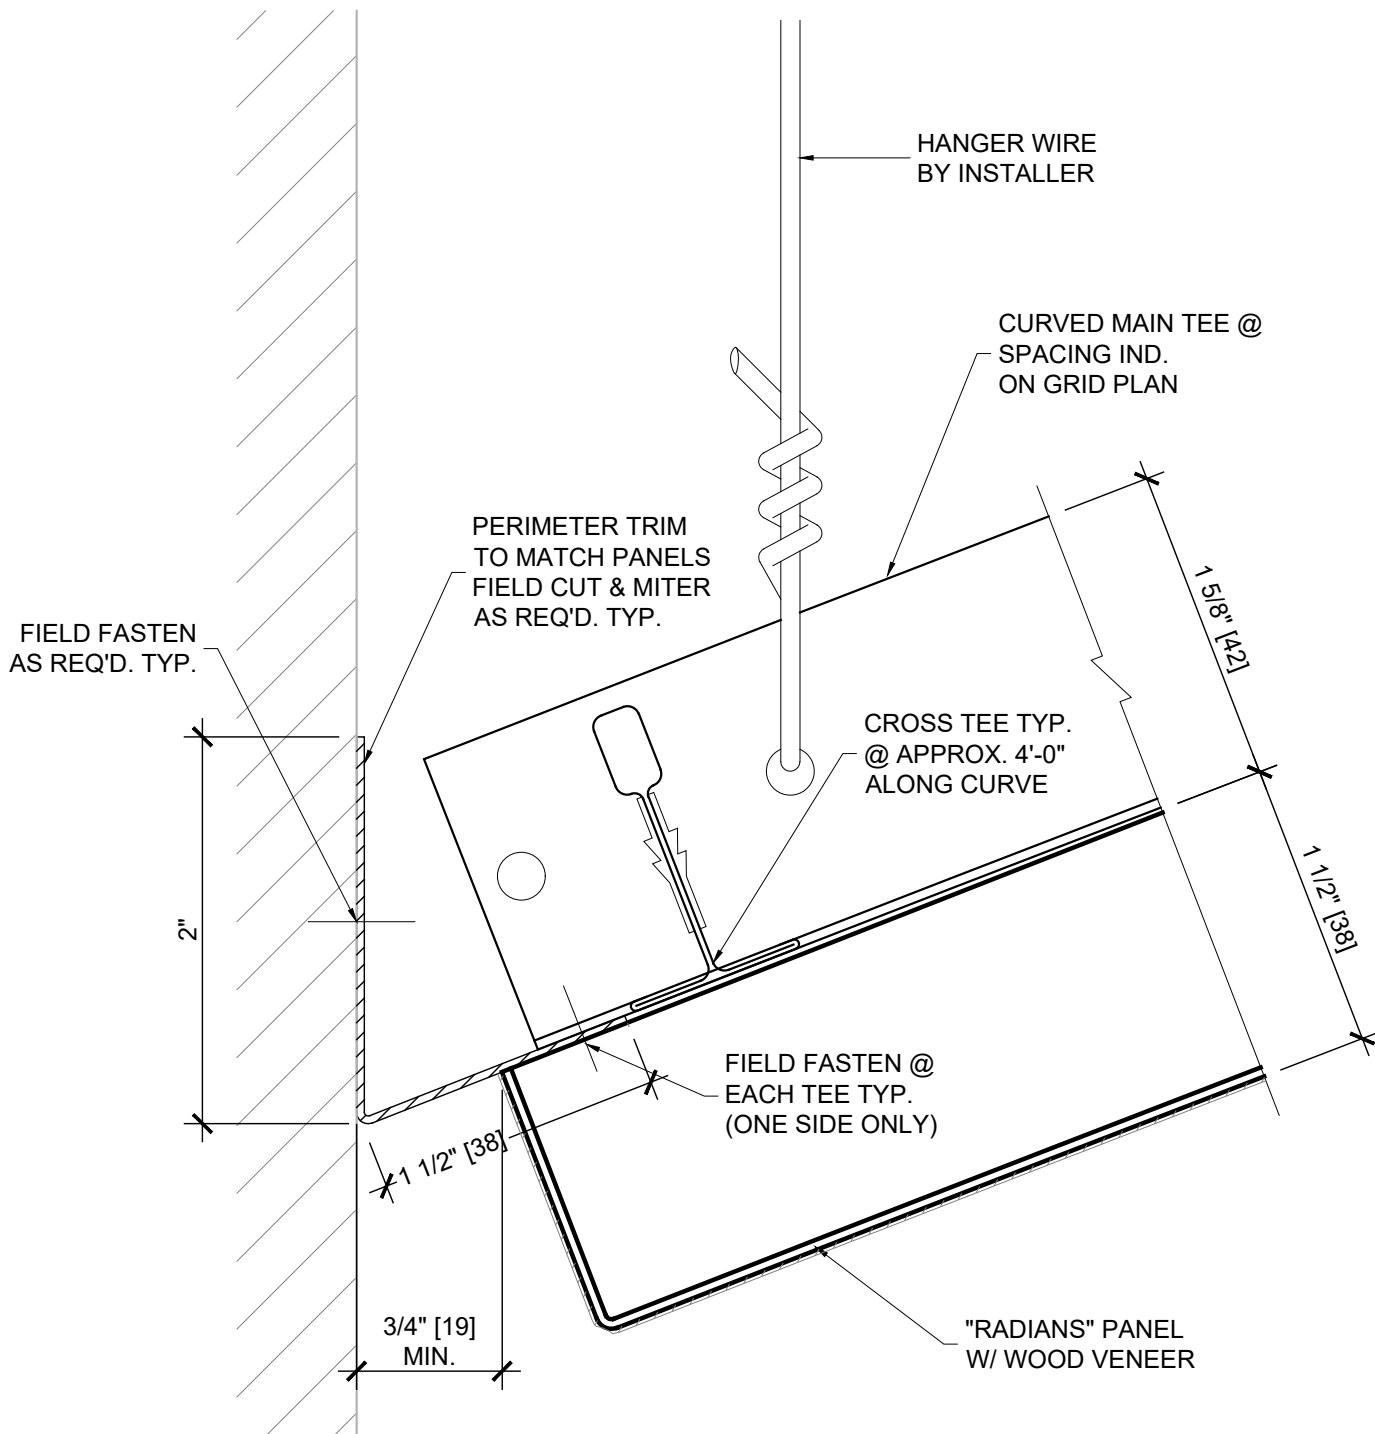 HANGER WIRE
BY INSTALLER
CURVED MAIN TEE @
SPACING IND.
ON GRID PLAN
PERIMETER TRIM
TO MATCH PANELS
FIELD CUT & MITER
AS REQ'D. TYP.
FIELD FASTEN
AS REQ'D. TYP.
1 5/8" [42]
CROSS TEE TYP.
@ APPROX. 4'-0"
ALONG CURVE
2"
1 1/2" [38]
FIELD FASTEN @
EACH TEE TYP.
(ONE SIDE ONLY)
1 1/2" [38]
3/4" [19]
MIN.
"RADIANS" PANEL
W/ WOOD VENEER